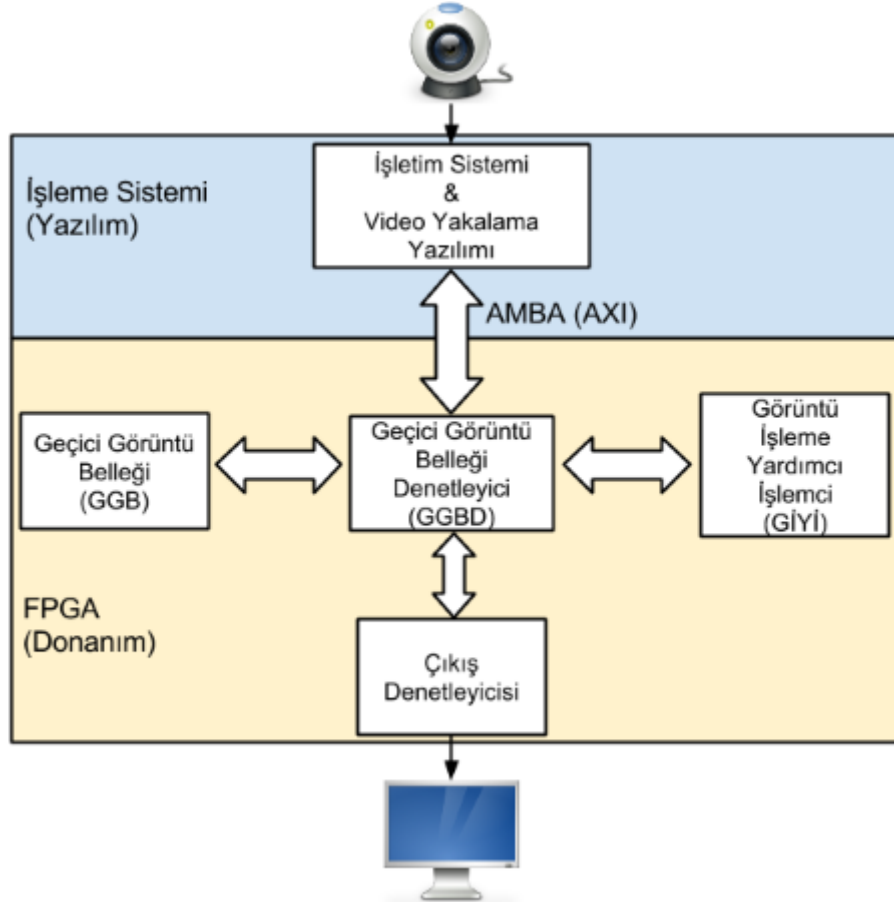 İşleme Sistemi
(Yazılım)
İşletim Sistemi
&
Video Yakalama
Yazılımı
AMBA (AXI)
Geçici Görüntü
Belleği
(GGB)
Geçici Görüntü
Belleği
Denetleyici
(GGBD)
Görüntü
İşleme
Yardımcı
İşlemci
(GİYİ)
FPGA
(Donanım)
Çıkış
Denetleyicisi